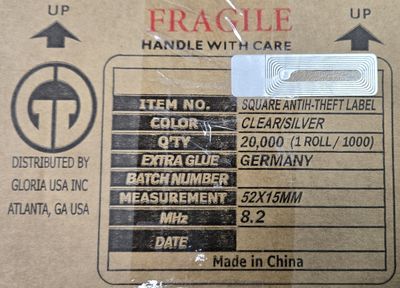 UP
FRAGILE
UP
HANDLE WITH CARE
ITEM NO. SQUARE ANTIH-THEFT LABEL
COLOR CLEAR/SILVER
Q'TY 20,000 (1 ROLL / 1000)
EXTRA GLUE GERMANY
BATCH NUMBER
MEASUREMENT 52X15MM
MHz 8.2
DATE
Made in China
DISTRIBUTED BY
GLORIA USA INC
ATLANTA, GA USA